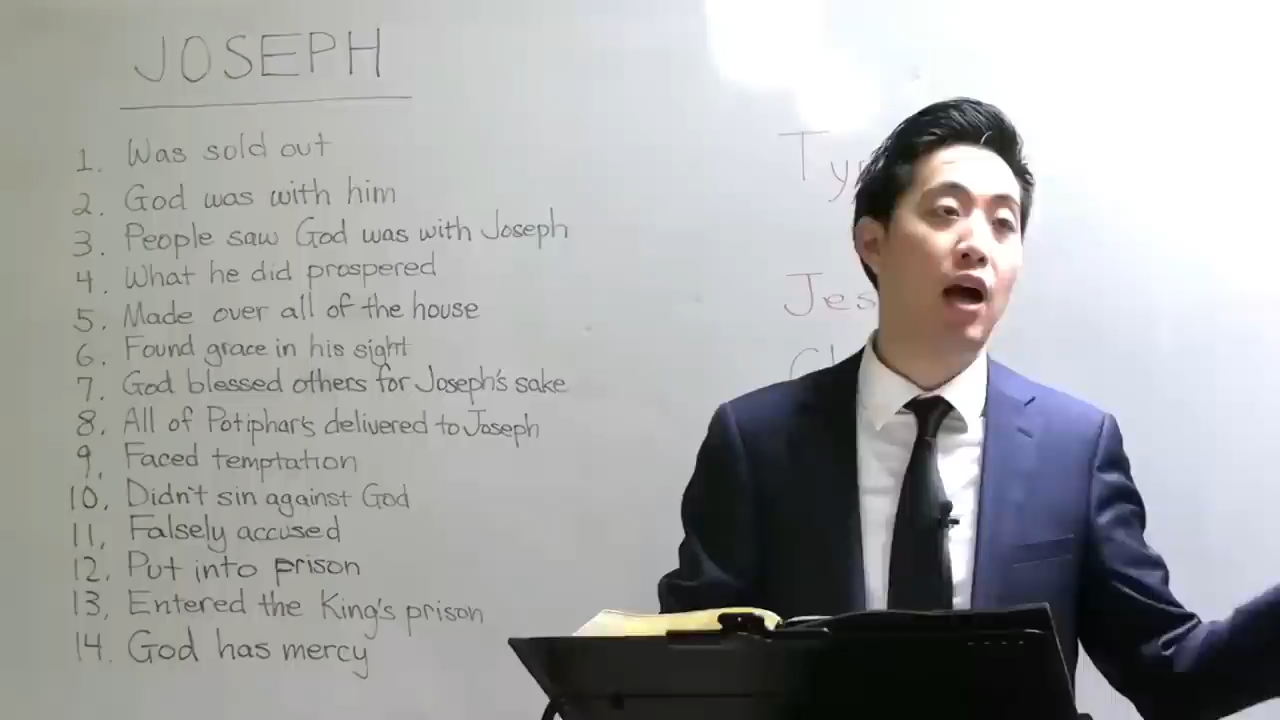 JOSEPH
1. Was sold out
2. God was with him
3. People saw God was with Joseph
4. What he did prospered
5. Made over all of the house
6. Found grace in his sight
7. God blessed others for Joseph's sake
8. All of Potiphar's delivered to Joseph
9. Faced temptation
10. Didn't sin against God
11. Falsely accused
12. Put into prison
13. Entered the King's prison
14. God has mercy